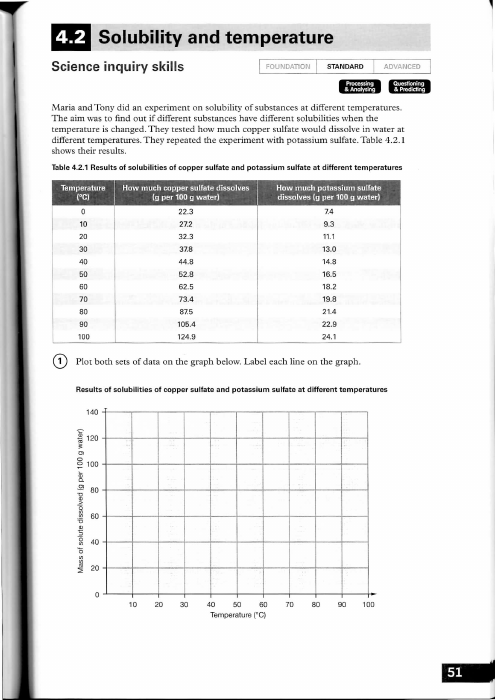 4.2 Solubility and temperature
Science inquiry skills
FOUNDATION STANDARD ADVANCED
Processing & Analysing
Questioning & Predicting
Maria and Tony did an experiment on solubility of substances at different temperatures.
The aim was to find out if different substances have different solubilities when the
temperature is changed. They tested how much copper sulfate would dissolve in water at
different temperatures. They repeated the experiment with potassium sulfate. Table 4.2.1
shows their results.
Table 4.2.1 Results of solubilities of copper sulfate and potassium sulfate at different temperatures
Temperature (°C) How much copper sulfate dissolves (g per 100 g water) How much potassium sulfate dissolves (g per 100 g water)
0 22.3 7.4
10 27.2 9.3
20 32.3 11.1
30 37.8 13.0
40 44.8 14.8
50 52.8 16.5
60 62.5 18.2
70 73.4 19.8
80 87.5 21.4
90 105.4 22.9
100 124.9 24.1
1 Plot both sets of data on the graph below. Label each line on the graph.
Results of solubilities of copper sulfate and potassium sulfate at different temperatures
Mass of solute dissolved (g per 100 g water)
140
120
100
80
60
40
20
0
10 20 30 40 50 60 70 80 90 100
Temperature (°C)
51